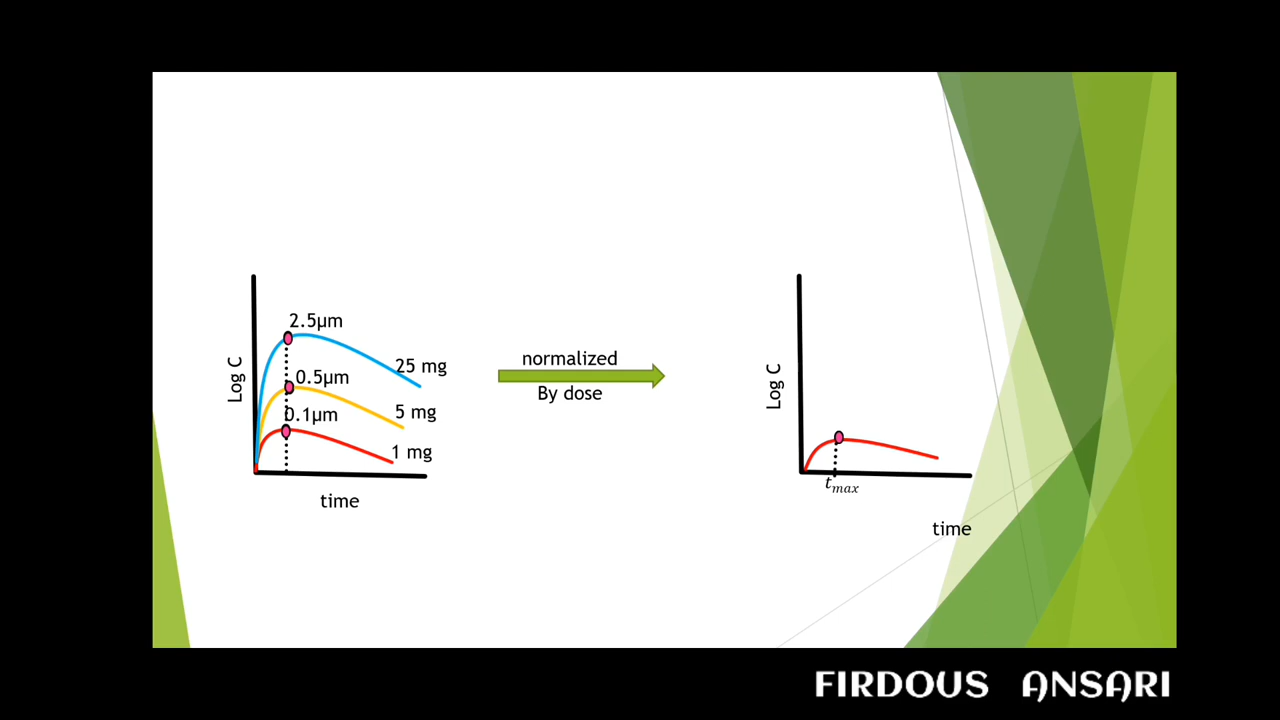 2.5µm
0.5µm
0.1µm
25 mg
5 mg
1 mg
Log C
time
normalized
By dose
Log C
tmax
time
FIRDOUS ANSARI